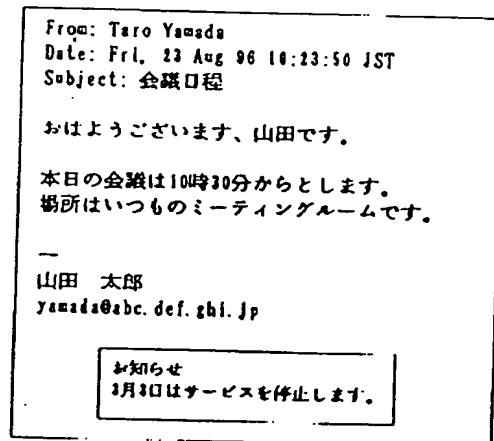 From: Taro Yamada
Date: Fri, 23 Aug 96 10:23:50 JST
Subject: 会議日程
おはようございます、山田です。
本日の会議は10時30分からとします。
場所はいつものミーティングルームです。
—
山田 太郎
yamada@abc.def.ghi.jp
お知らせ
3月3日はサービスを停止します。